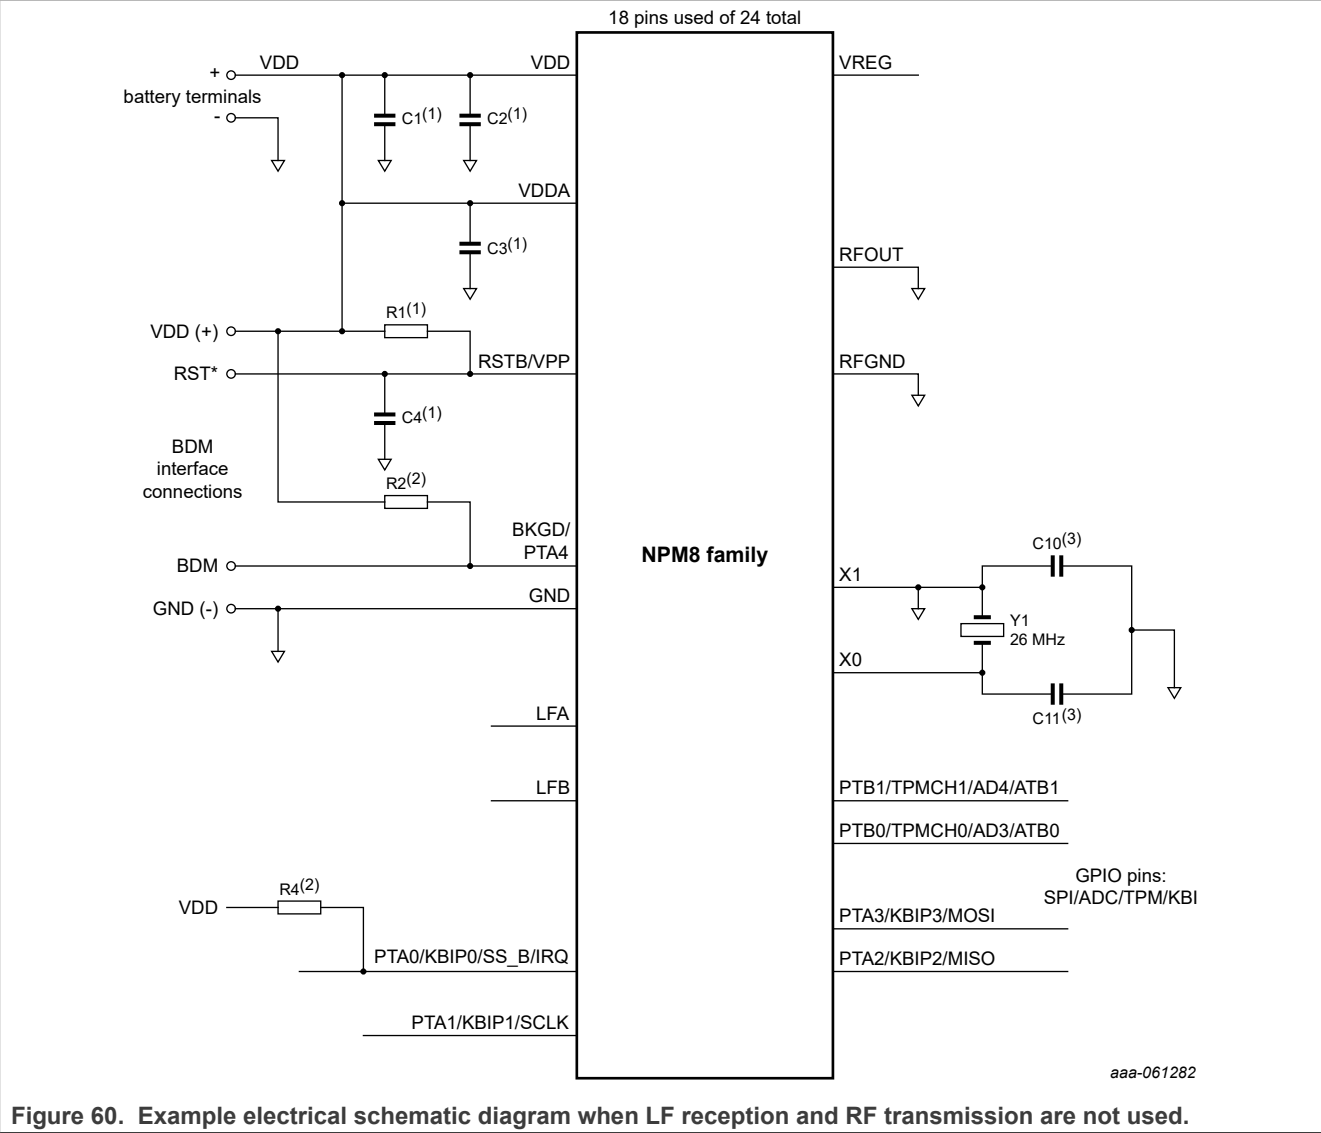 18 pins used of 24 total
+
VDD
VDD
VREG
battery terminals
-
C1(1)
C2(1)
VDDA
C3(1)
RFOUT
R1(1)
VDD (+)
RST*
RSTB/VPP
RFGND
C4(1)
BDM
interface
connections
R2(2)
BKGD/
PTA4
BDM
NPM8 family
C10(3)
X1
GND
GND (-)
Y1
26 MHz
X0
C11(3)
LFA
LFB
PTB1/TPMCH1/AD4/ATB1
PTB0/TPMCH0/AD3/ATB0
GPIO pins:
SPI/ADC/TPM/KBI
R4(2)
VDD
PTA3/KBIP3/MOSI
PTA0/KBIP0/SS_B/IRQ
PTA2/KBIP2/MISO
PTA1/KBIP1/SCLK
aaa-061282
Figure 60. Example electrical schematic diagram when LF reception and RF transmission are not used.